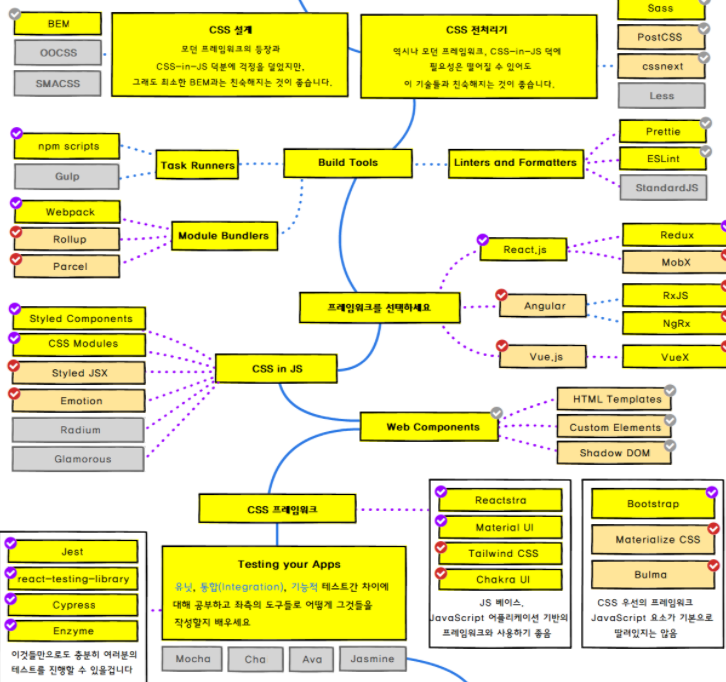 BEM
OOCSS
SMACSS
CSS 설계
모던 프레임워크의 등장과
CSS-in-JS 덕분에 걱정을 덜었지만,
그래도 최소한 BEM과는 친숙해지는 것이 좋습니다.
CSS 전처리기
역시나 모던 프레임워크, CSS-in-JS 덕에
필요성은 떨어질 수 있어도
이 기술들과 친숙해지는 것이 좋습니다.
Sass
PostCSS
cssnext
Less
npm scripts
Gulp
Task Runners
Build Tools
Linters and Formatters
Prettie
ESLint
StandardJS
Webpack
Rollup
Parcel
Module Bundlers
React.js
Redux
MobX
프레임워크를 선택하세요
Angular
RxJS
NgRx
Vue.js
VueX
Styled Components
CSS Modules
Styled JSX
Emotion
Radium
Glamorous
CSS in JS
Web Components
HTML Templates
Custom Elements
Shadow DOM
CSS 프레임워크
Reactstra
Material UI
Tailwind CSS
Chakra UI
JS 베이스,
JavaScript 어플리케이션 기반의
프레임워크와 사용하기 좋음
Bootstrap
Materialize CSS
Bulma
CSS 우선의 프레임워크
JavaScript 요소가 기본으로
딸려있지는 않음
Jest
react-testing-library
Cypress
Enzyme
이것들만으로도 충분히 여러분의
테스트를 진행할 수 있을겁니다
Testing your Apps
유닛, 통합(Integration), 기능적 테스트간 차이에
대해 공부하고 좌측의 도구들로 어떻게 그것들을
작성할지 배우세요
Mocha
Cha
Ava
Jasmine